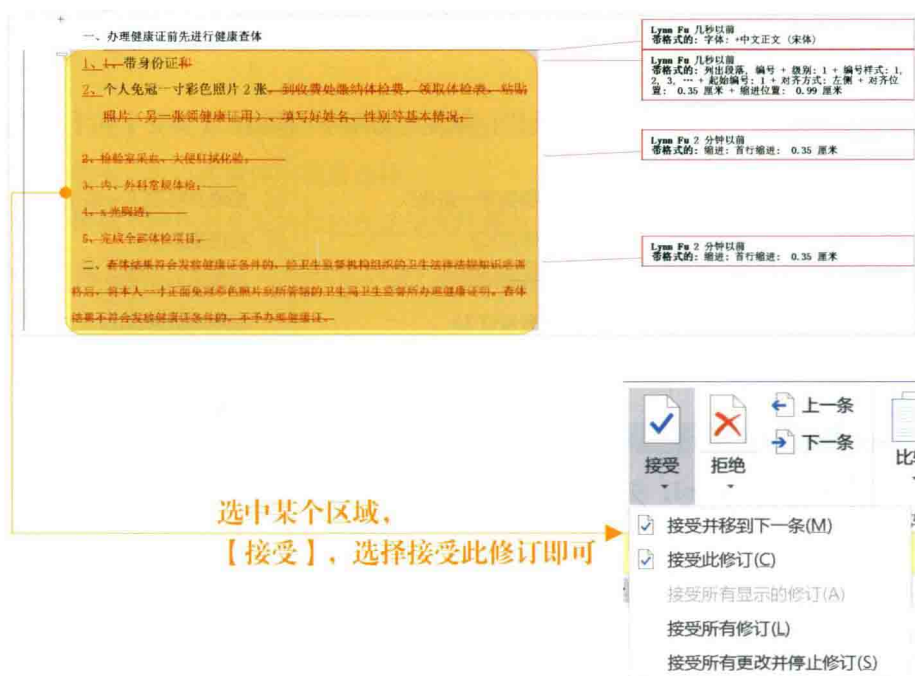 一、办理健康证前先进行健康查体
1、1、带身份证和
2、个人免冠一寸彩色照片 2 张，到收费处缴纳体检费、领取体检表、粘贴
照片（另一张领健康证用）、填写好姓名、性别等基本情况；
2、检验室采血、大便肛拭化验；
3、内、外科常规体检；
4、x 光胸透；
5、完成全部体检项目。
二、查体结果符合发放健康证条件的，经卫生监督机构组织的卫生法律法规知识培训
格后，将本人一寸正面免冠彩色照片到所管辖的卫生局卫生监督所办理健康证明。查体
结果不符合发放健康证条件的，不予办理健康证。
Lynn Fu 几秒以前
带格式的: 字体: +中文正文 (宋体)
Lynn Fu 几秒以前
带格式的: 列出段落, 编号 + 级别: 1 + 编号样式: 1,
2, 3, … + 起始编号: 1 + 对齐方式: 左侧 + 对齐位
置: 0.35 厘米 + 缩进位置: 0.99 厘米
Lynn Fu 2 分钟以前
带格式的: 缩进: 首行缩进: 0.35 厘米
Lynn Fu 2 分钟以前
带格式的: 缩进: 首行缩进: 0.35 厘米
接受
拒绝
上一条
下一条
选中某个区域，
【接受】，选择接受此修订即可
接受并移到下一条(M)
接受此修订(C)
接受所有显示的修订(A)
接受所有修订(L)
接受所有更改并停止修订(S)